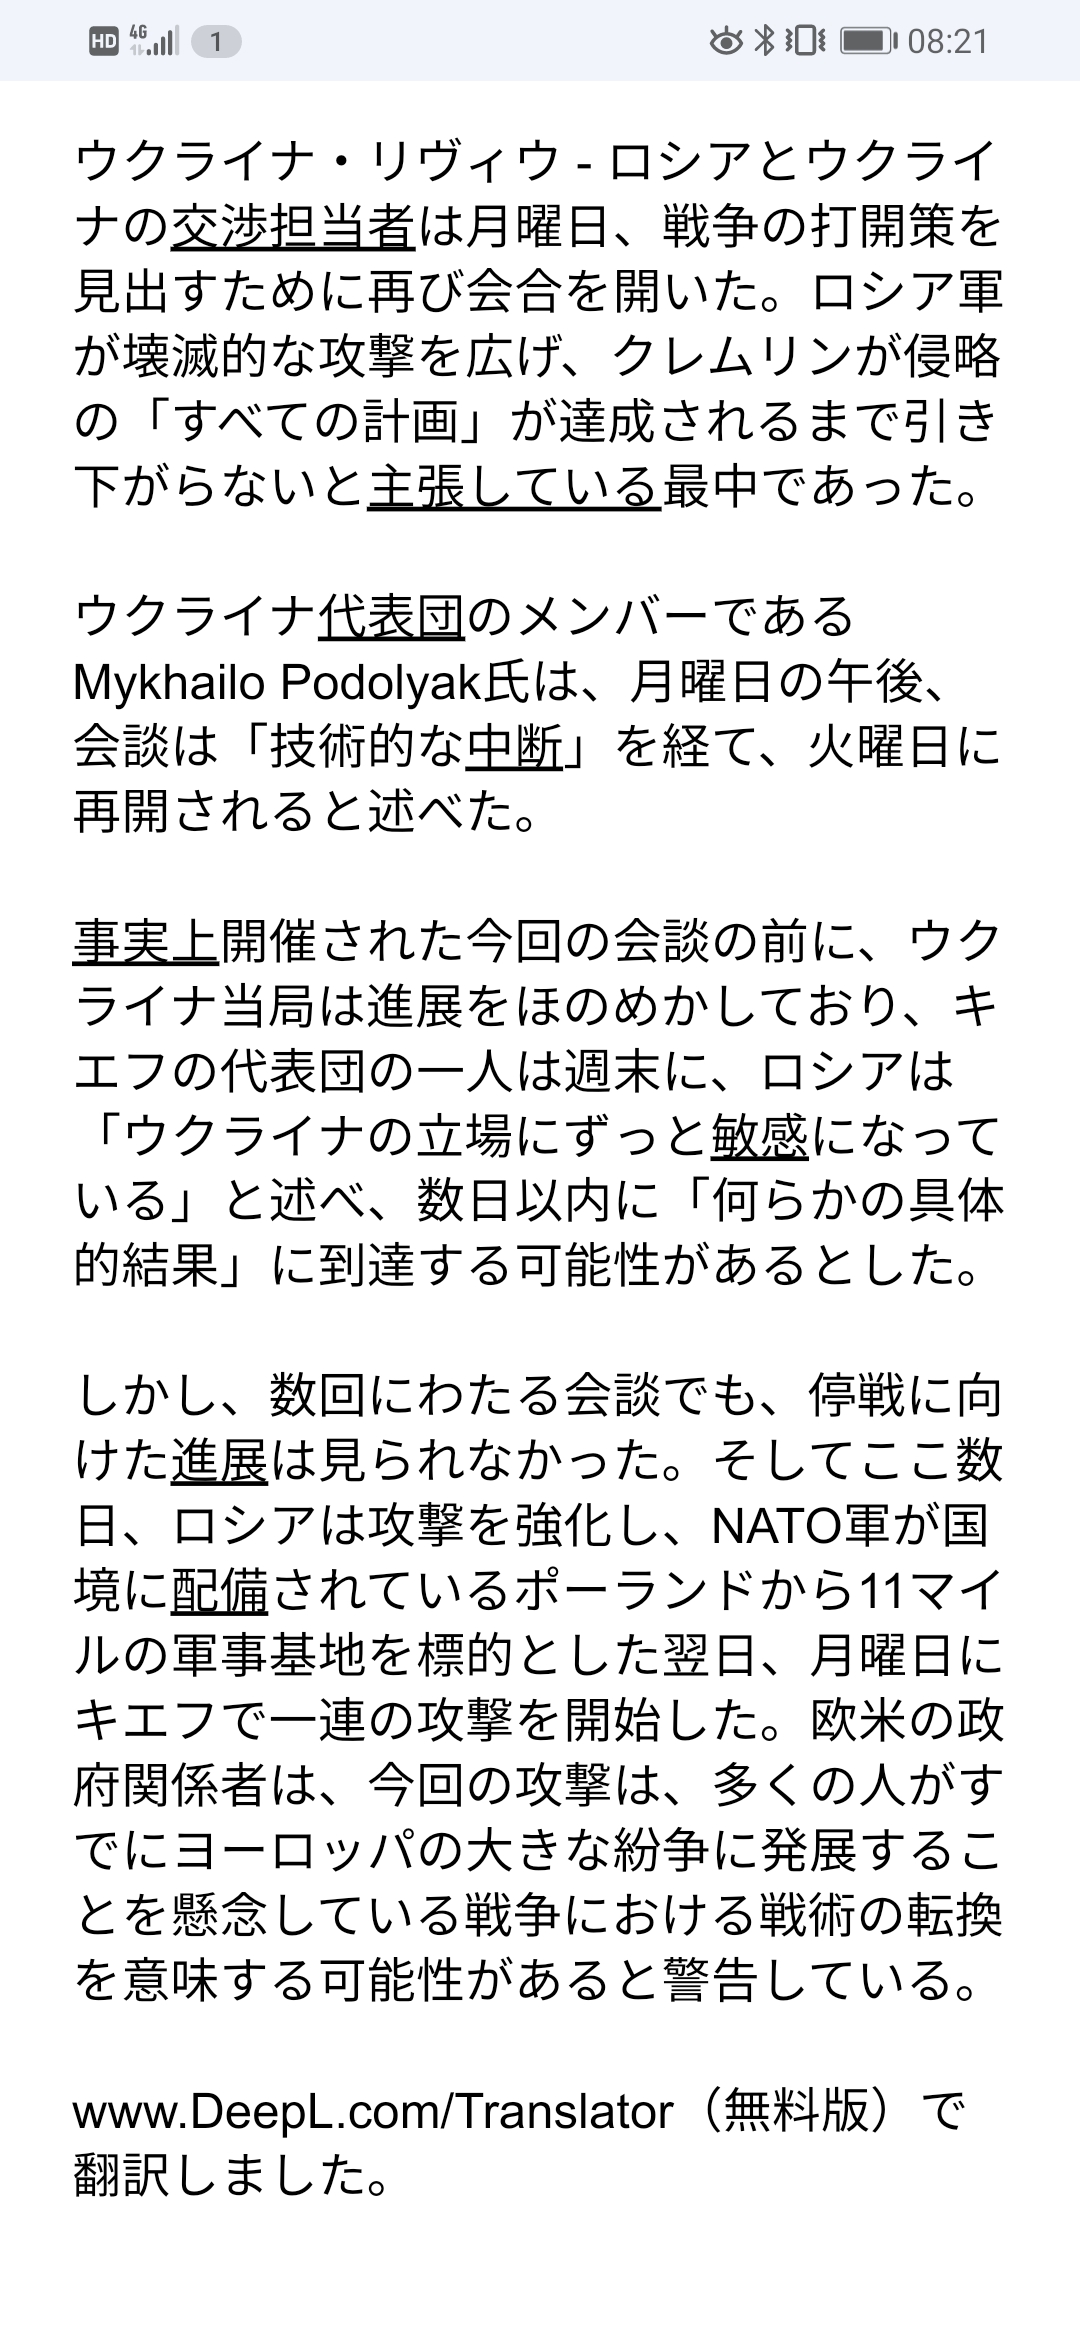 HD 4G 1 08:21
ウクライナ・リヴィウ - ロシアとウクライ
ナの交渉担当者は月曜日、戦争の打開策を
見出すために再び会合を開いた。ロシア軍
が壊滅的な攻撃を広げ、クレムリンが侵略
の「すべての計画」が達成されるまで引き
下がらないと主張している最中であった。
ウクライナ代表団のメンバーである
Mykhailo Podolyak氏は、月曜日の午後、
会談は「技術的な中断」を経て、火曜日に
再開されると述べた。
事実上開催された今回の会談の前に、ウク
ライナ当局は進展をほのめかしており、キ
エフの代表団の一人は週末に、ロシアは
「ウクライナの立場にずっと敏感になって
いる」と述べ、数日以内に「何らかの具体
的結果」に到達する可能性があるとした。
しかし、数回にわたる会談でも、停戦に向
けた進展は見られなかった。そしてここ数
日、ロシアは攻撃を強化し、NATO軍が国
境に配備されているポーランドから11マイ
ルの軍事基地を標的とした翌日、月曜日に
キエフで一連の攻撃を開始した。欧米の政
府関係者は、今回の攻撃は、多くの人がす
でにヨーロッパの大きな紛争に発展するこ
とを懸念している戦争における戦術の転換
を意味する可能性があると警告している。
www.DeepL.com/Translator（無料版）で
翻訳しました。